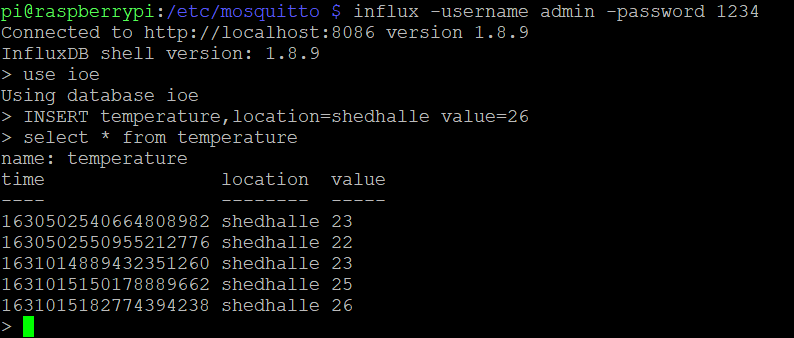 pi@raspberrypi:/etc/mosquitto $ influx -username admin -password 1234
Connected to http://localhost:8086 version 1.8.9
InfluxDB shell version: 1.8.9
> use ioe
Using database ioe
> INSERT temperature,location=shedhalle value=26
> select * from temperature
name: temperature
time                location  value
----                --------  -----
1630502540664808982 shedhalle 23
1630502550955212776 shedhalle 22
1631014889432351260 shedhalle 23
1631015150178889662 shedhalle 25
1631015182774394238 shedhalle 26
>